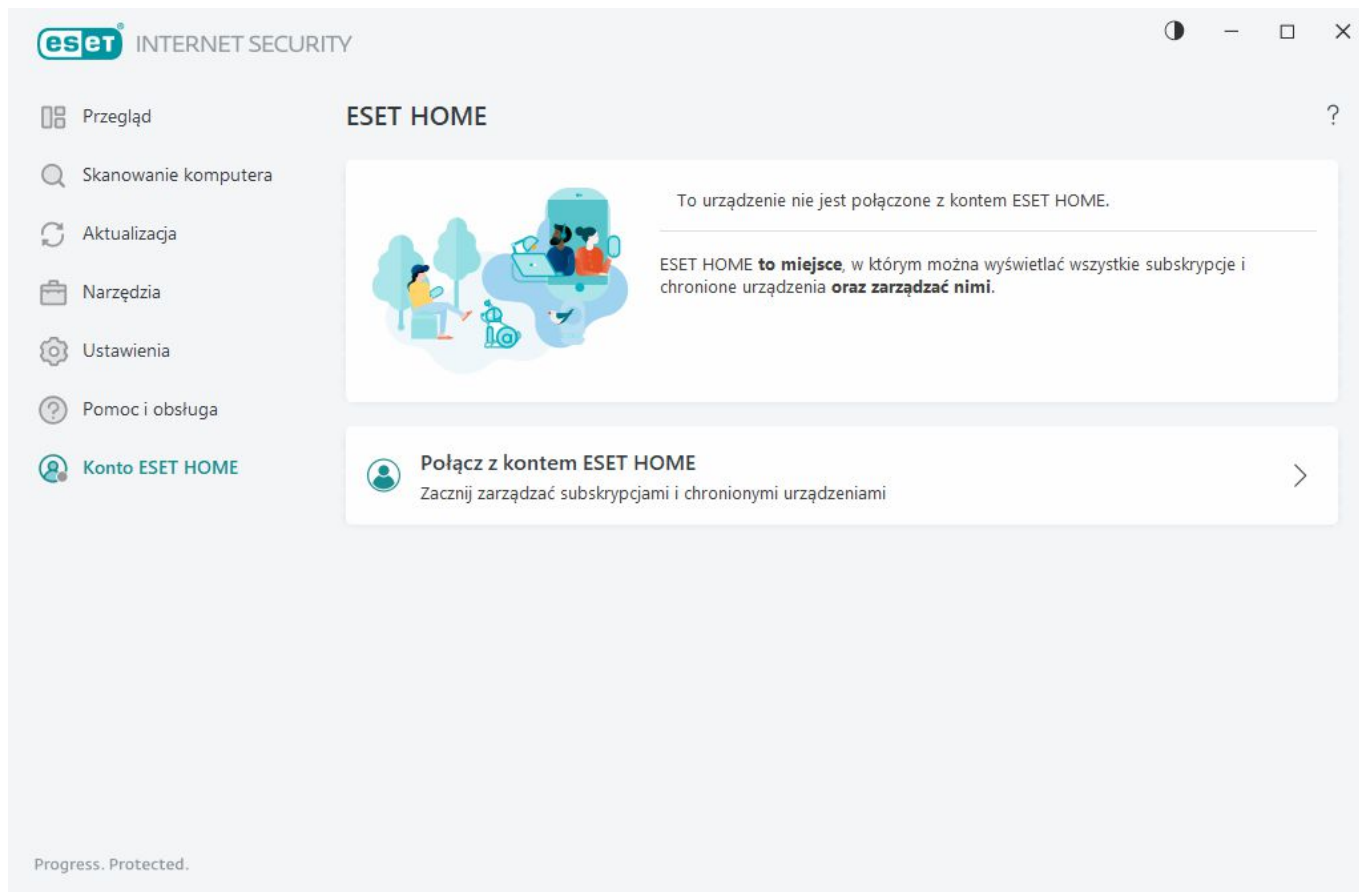 eset® INTERNET SECURITY
Przegląd
Skanowanie komputera
Aktualizacja
Narzędzia
Ustawienia
Pomoc i obsługa
Konto ESET HOME
ESET HOME
?
To urządzenie nie jest połączone z kontem ESET HOME.
ESET HOME to miejsce, w którym można wyświetlać wszystkie subskrypcje i
chronione urządzenia oraz zarządzać nimi.
Połącz z kontem ESET HOME
Zacznij zarządzać subskrypcjami i chronionymi urządzeniami
Progress. Protected.